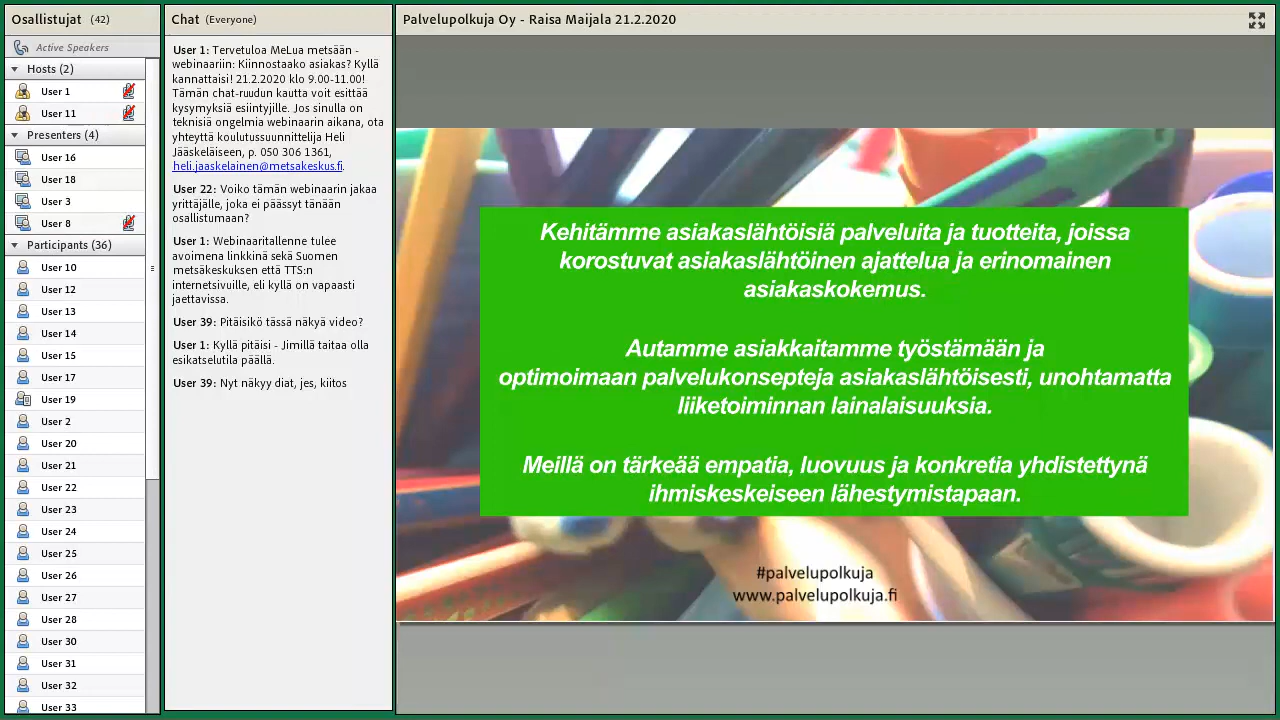 Osallistujat (42)
Active Speakers
Hosts (2)
User 1
User 11
Presenters (4)
User 16
User 18
User 3
User 8
Participants (36)
User 10
User 12
User 13
User 14
User 15
User 17
User 19
User 2
User 20
User 21
User 22
User 23
User 24
User 25
User 26
User 27
User 28
User 30
User 31
User 32
User 33
Chat (Everyone)
User 1: Tervetuloa MeLua metsään -
webinaariin: Kiinnostaako asiakas? Kyllä
kannattaisi! 21.2.2020 klo 9.00-11.00!
Tämän chat-ruudun kautta voit esittää
kysymyksiä esiintyjille. Jos sinulla on
teknisiä ongelmia webinaarin aikana, ota
yhteyttä koulutussuunnittelija Heli
Jääskeläiseen, p. 050 306 1361,
heli.jaaskelainen@metsakeskus.fi.
User 22: Voiko tämän webinaarin jakaa
yrittäjälle, joka ei päässyt tänään
osallistumaan?
User 1: Webinaaritallenne tulee
avoimena linkkinä sekä Suomen
metsäkeskuksen että TTS:n
internetsivuille, eli kyllä on vapaasti
jaettavissa.
User 39: Pitäisikö tässä näkyä video?
User 1: Kyllä pitäisi - Jimillä taitaa olla
esikatselutila päällä.
User 39: Nyt näkyy diat, jes, kiitos
Palvelupolkuja Oy - Raisa Maijala 21.2.2020
Kehitämme asiakaslähtöisiä palveluita ja tuotteita, joissa
korostuvat asiakaslähtöinen ajattelua ja erinomainen
asiakaskokemus.
Autamme asiakkaitamme työstämään ja
optimoimaan palvelukonsepteja asiakaslähtöisesti, unohtamatta
liiketoiminnan lainalaisuuksia.
Meillä on tärkeää empatia, luovuus ja konkretia yhdistettynä
ihmiskeskeiseen lähestymistapaan.
#palvelupolkuja
www.palvelupolkuja.fi